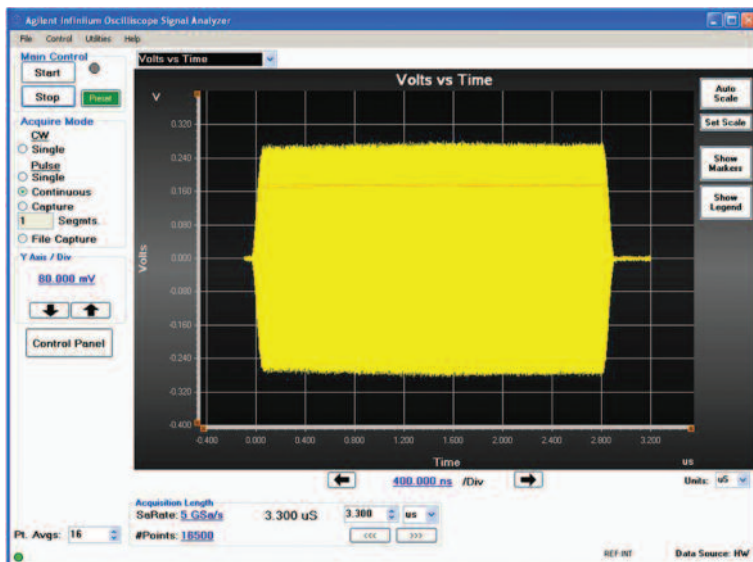 Agilent Infiniium Oscilliscope Signal Analyzer
File Control Utilities Help
Main Control
Start
Stop
Preset
Acquire Mode
CW
Single
Pulse
Single
Continuous
Capture
1 Segmts.
File Capture
Y Axis / Div
80.000 mV
Control Panel
Pt. Avgs: 16
Volts vs Time
Volts vs Time
V
0.320
0.240
0.160
0.080
0.000
-0.080
-0.160
-0.240
-0.320
-0.400
Volts
-0.400 0.000 0.400 0.800 1.200 1.600 2.000 2.400 2.800 3.200
Time
us
400.000 ns /Div
Units: uS
Auto Scale
Set Scale
Show Markers
Show Legend
Acquisition Length
SaRate: 5 GSa/s 3.300 uS 3.300 us
#Points: 16500 <<< >>>
REF:INT Data Source: HW